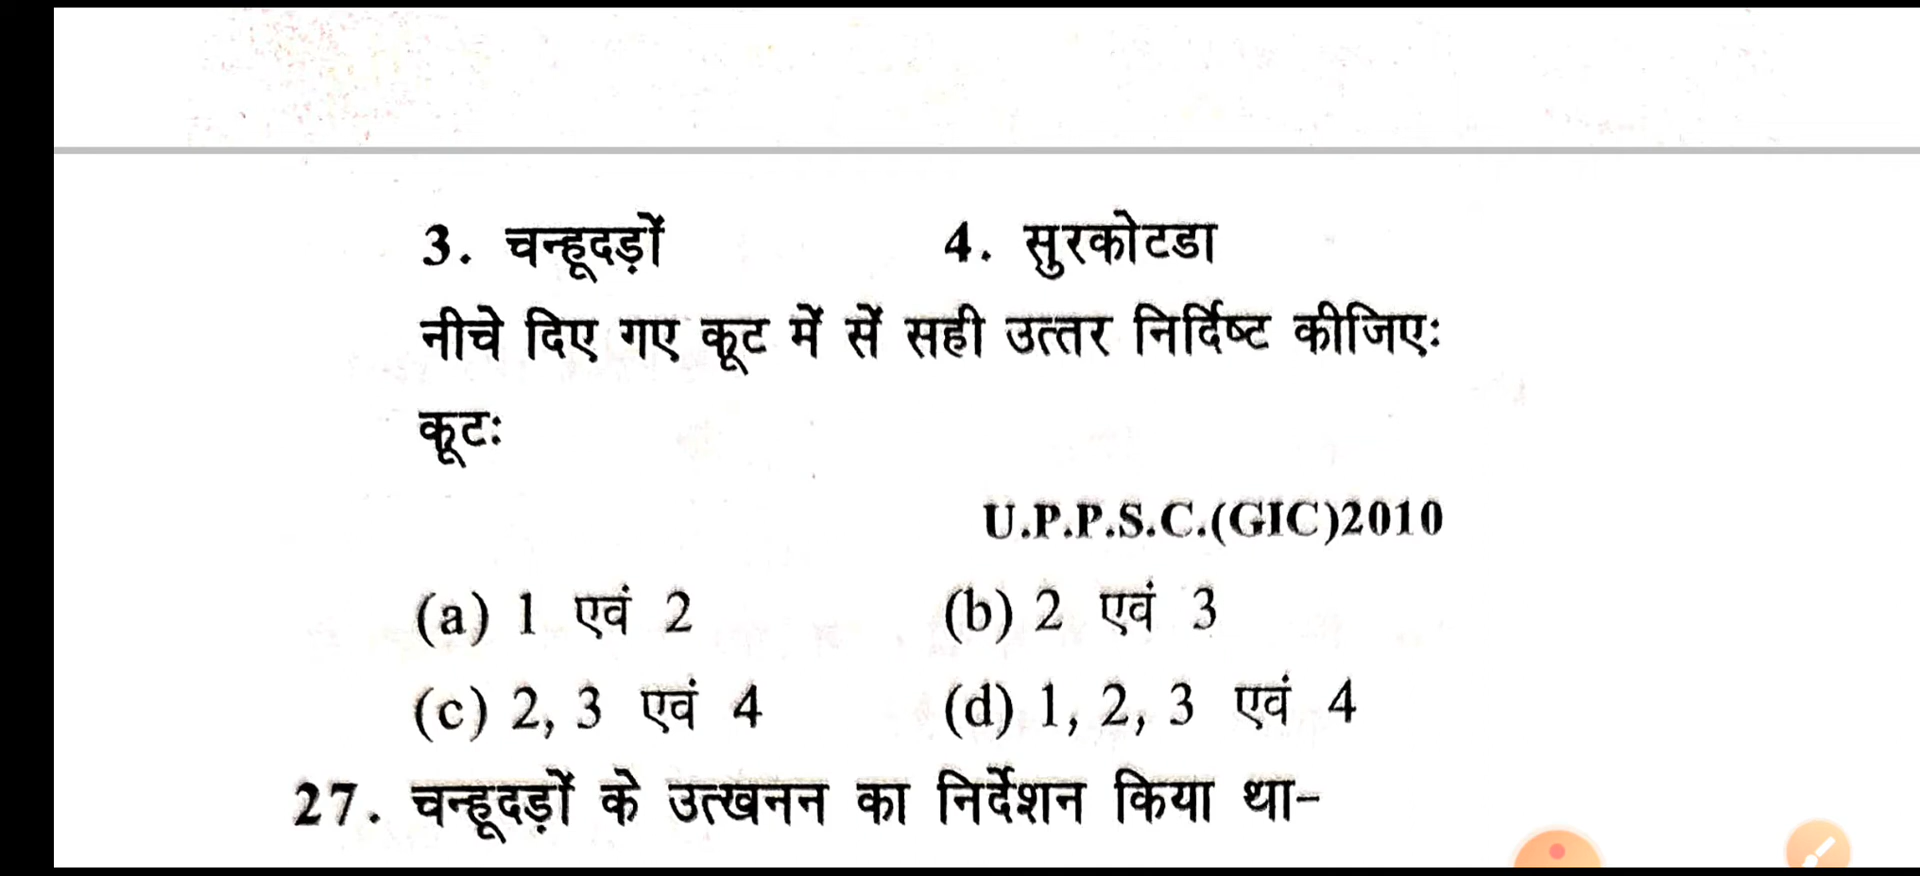 3. चन्हूदड़ों 4. सुरकोटडा
नीचे दिए गए कूट में सें सही उत्तर निर्दिष्ट कीजिएः
कूटः
U.P.P.S.C.(GIC)2010
(a) 1 एवं 2 (b) 2 एवं 3
(c) 2, 3 एवं 4 (d) 1, 2, 3 एवं 4
27. चन्हूदड़ों के उत्खनन का निर्देशन किया था-